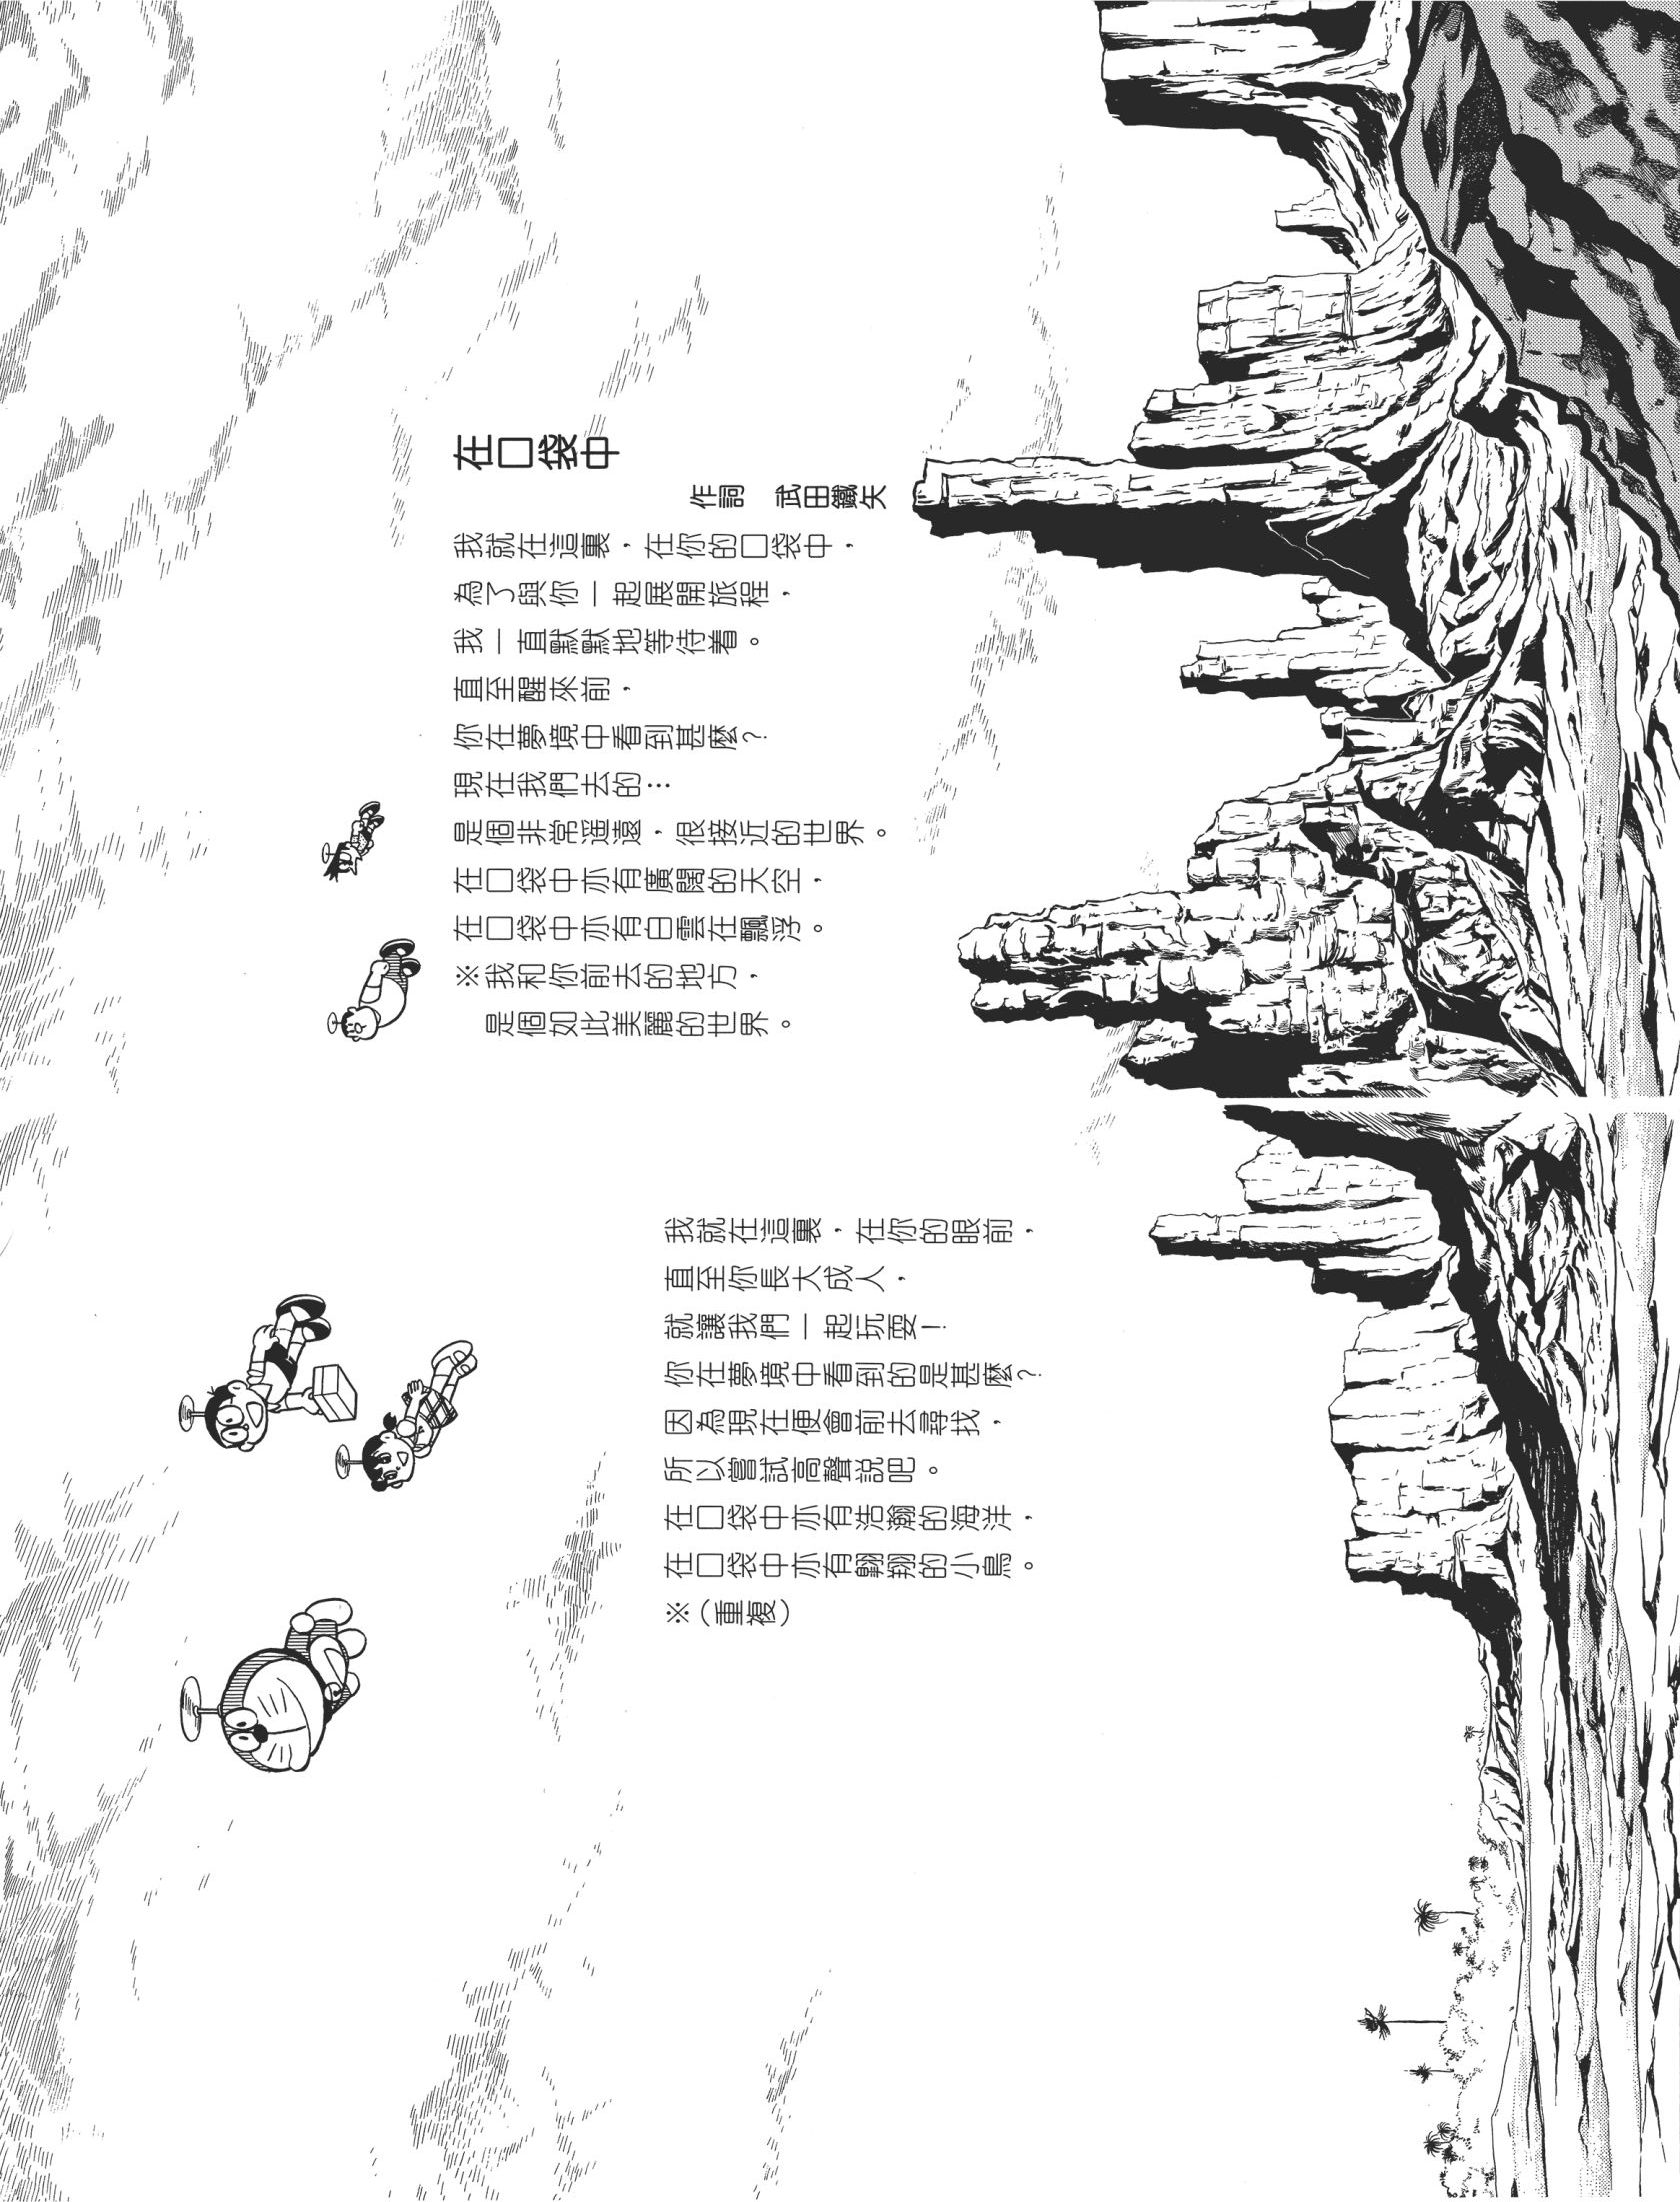 在口袋中
作詞　武田鐵矢
我就在這裏，在你的口袋中，
為了與你一起展開旅程，
我一直默默地等待着。
直至醒來前，
你在夢境中看到甚麼？
現在我們去的…
是個非常遥遠，很接近的世界。
在口袋中亦有廣闊的天空，
在口袋中亦有白雲在飄浮。
※我和你前去的地方，
是個如此美麗的世界。
我就在這裏，在你的眼前，
直至你長大成人，
就讓我們一起玩耍！
你在夢境中看到的是甚麼？
因為現在便會前去尋找，
所以嘗試高聲說吧。
在口袋中亦有浩瀚的海洋，
在口袋中亦有翱翔的小鳥。
※（重複）